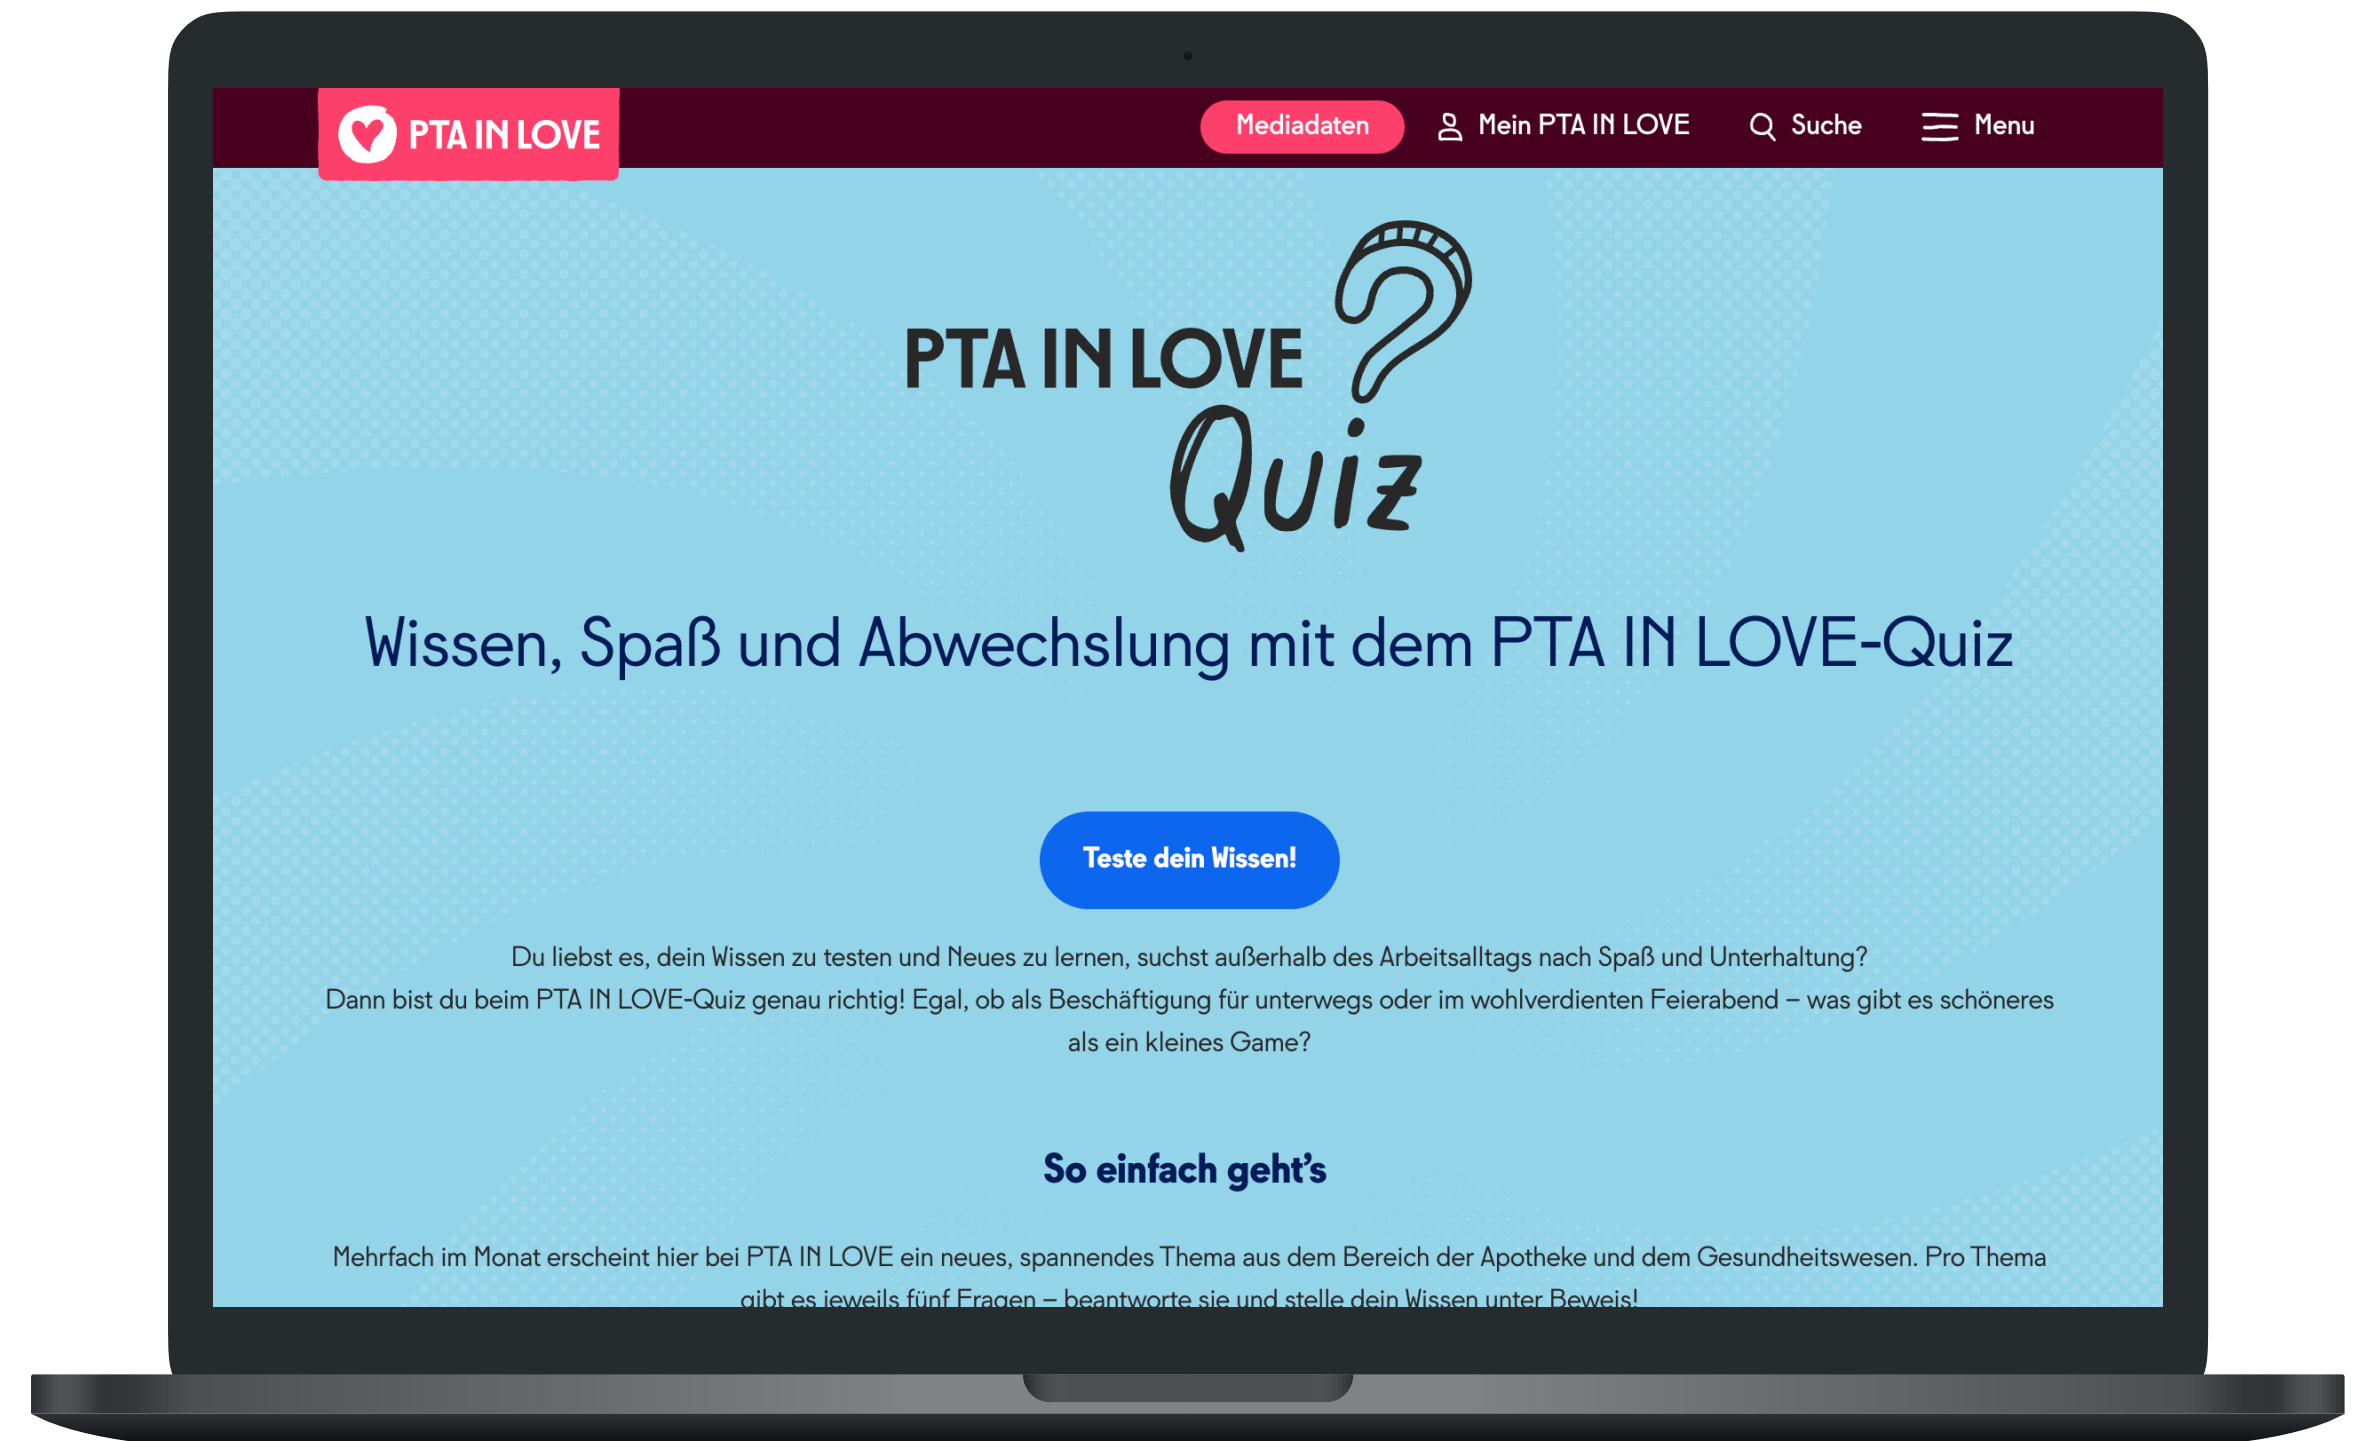 PTA IN LOVE
Mediadaten
Mein PTA IN LOVE
Suche
Menu
PTA IN LOVE ?
Quiz
Wissen, Spaß und Abwechslung mit dem PTA IN LOVE-Quiz
Teste dein Wissen!
Du liebst es, dein Wissen zu testen und Neues zu lernen, suchst außerhalb des Arbeitsalltags nach Spaß und Unterhaltung?
Dann bist du beim PTA IN LOVE-Quiz genau richtig! Egal, ob als Beschäftigung für unterwegs oder im wohlverdienten Feierabend – was gibt es schöneres
als ein kleines Game?
So einfach geht’s
Mehrfach im Monat erscheint hier bei PTA IN LOVE ein neues, spannendes Thema aus dem Bereich der Apotheke und dem Gesundheitswesen. Pro Thema
gibt es jeweils fünf Fragen – beantworte sie und stelle dein Wissen unter Beweis!